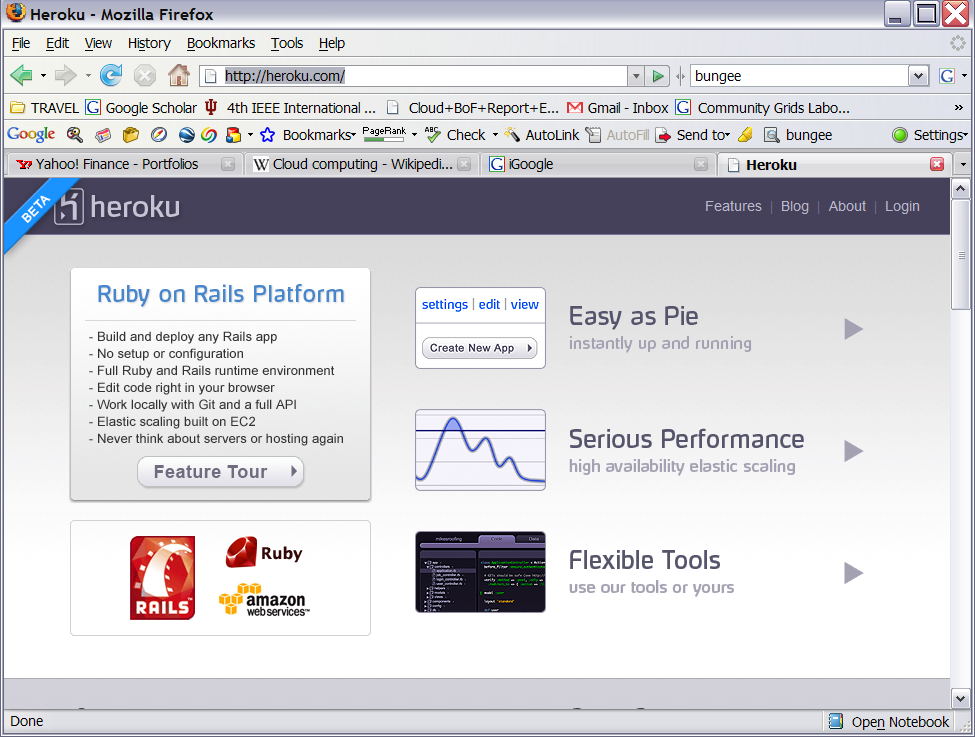 Heroku - Mozilla Firefox
File Edit View History Bookmarks Tools Help
http://heroku.com/
bungee
TRAVEL Google Scholar 4th IEEE International ... Cloud+BoF+Report+E... Gmail - Inbox Community Grids Labo... »
Google Bookmarks PageRank ABC Check AutoLink AutoFill Send to bungee Settings
Yahoo! Finance - Portfolios Cloud computing - Wikipedi... iGoogle Heroku
BETA
heroku
Features | Blog | About | Login
Ruby on Rails Platform
- Build and deploy any Rails app
- No setup or configuration
- Full Ruby and Rails runtime environment
- Edit code right in your browser
- Work locally with Git and a full API
- Elastic scaling built on EC2
- Never think about servers or hosting again
Feature Tour
RAILS
Ruby
amazon
web services™
settings | edit | view
Create New App
Easy as Pie
instantly up and running
Serious Performance
high availability elastic scaling
Code
Data
Flexible Tools
use our tools or yours
Done
Open Notebook